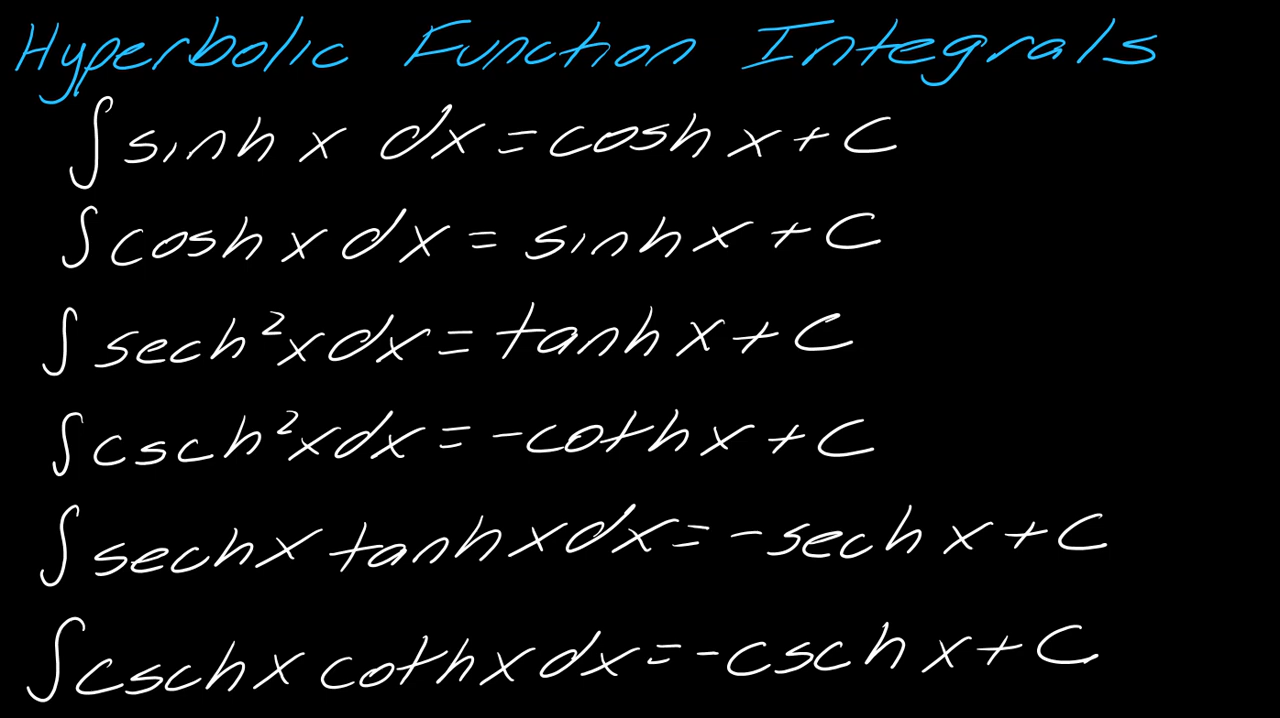 Hyperbolic Function Integrals
∫ sinh x dx = cosh x + C
∫ cosh x dx = sinh x + C
∫ sech²x dx = tanh x + C
∫ csch²x dx = -coth x + C
∫ sech x tanh x dx = -sech x + C
∫ csch x coth x dx = -csch x + C